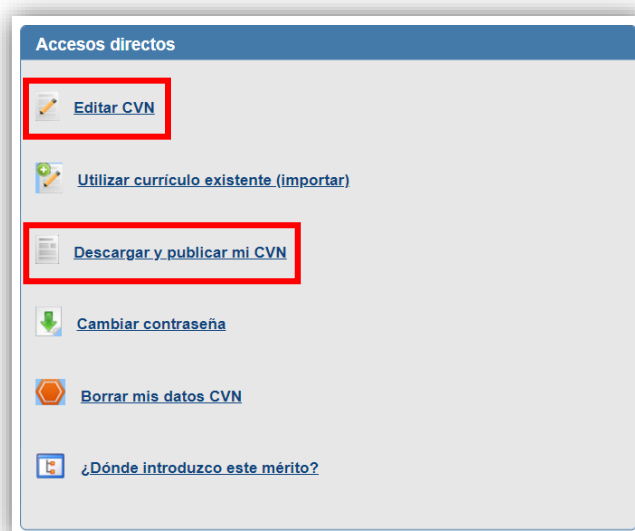 Accesos directos
Editar CVN
Utilizar currículo existente (importar)
Descargar y publicar mi CVN
Cambiar contraseña
Borrar mis datos CVN
¿Dónde introduzco este mérito?